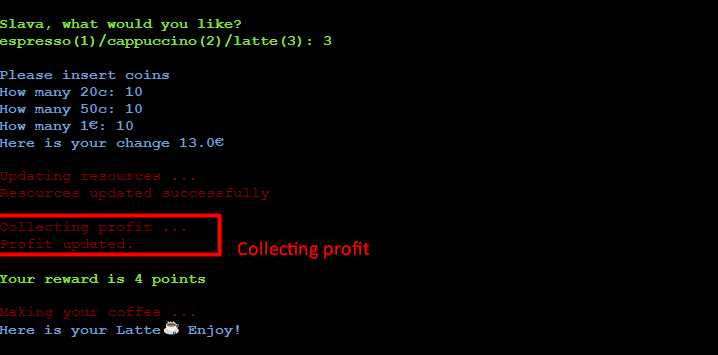 Slava, what would you like?
espresso(1)/cappuccino(2)/latte(3): 3
Please insert coins
How many 20c: 10
How many 50c: 10
How many 1€: 10
Here is your change 13.0€
Updating resources ...
Resources updated successfully
Collecting profit ...
Profit updated.
Collecting profit
Your reward is 4 points
Making your coffee ...
Here is your Latte☕ Enjoy!